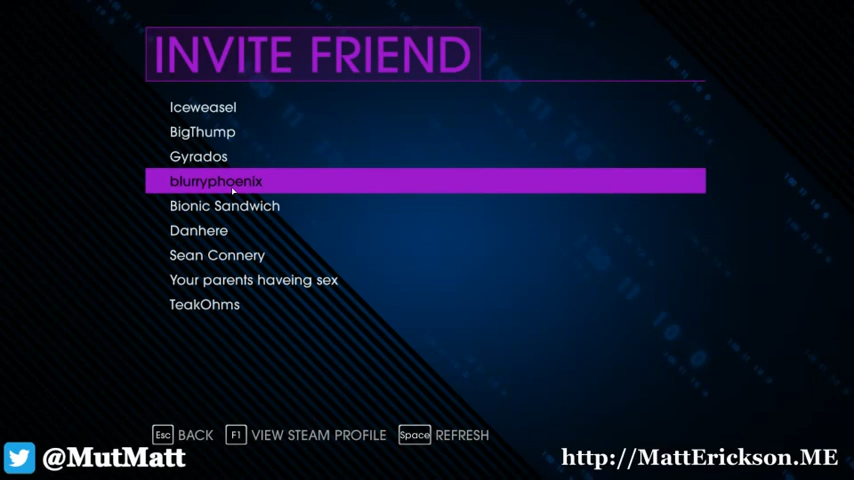 INVITE FRIEND
Iceweasel
BigThump
Gyrados
blurryphoenix
Bionic Sandwich
Danhere
Sean Connery
Your parents haveing sex
TeakOhms
Esc BACK F1 VIEW STEAM PROFILE Space REFRESH
@MutMatt http://MattErickson.ME